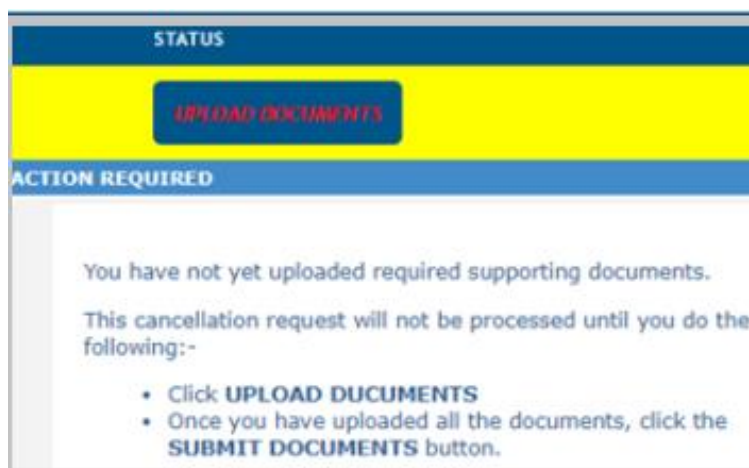 STATUS
UPLOAD DOCUMENTS
ACTION REQUIRED
You have not yet uploaded required supporting documents.
This cancellation request will not be processed until you do the
following:-
• Click UPLOAD DUCUMENTS
• Once you have uploaded all the documents, click the
SUBMIT DOCUMENTS button.